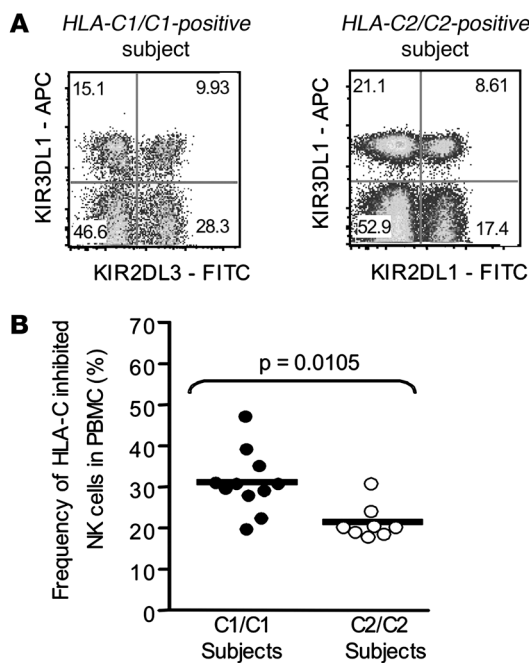 A
HLA-C1/C1-positive
subject
HLA-C2/C2-positive
subject
KIR3DL1 - APC
15.1
9.93
46.6
28.3
KIR2DL3 - FITC
KIR3DL1 - APC
21.1
8.61
52.9
17.4
KIR2DL1 - FITC
B
Frequency of HLA-C inhibited
NK cells in PBMC (%)
70
60
50
40
30
20
10
0
p = 0.0105
C1/C1
Subjects
C2/C2
Subjects